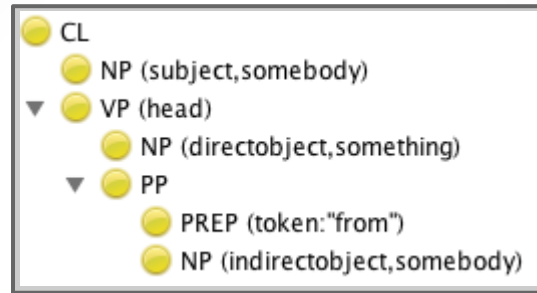 CL
NP (subject,somebody)
VP (head)
NP (directobject,something)
PP
PREP (token:"from")
NP (indirectobject,somebody)